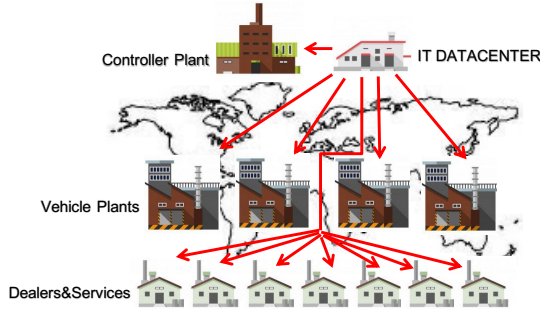 Controller Plant
IT DATACENTER
Vehicle Plants
Dealers&Services